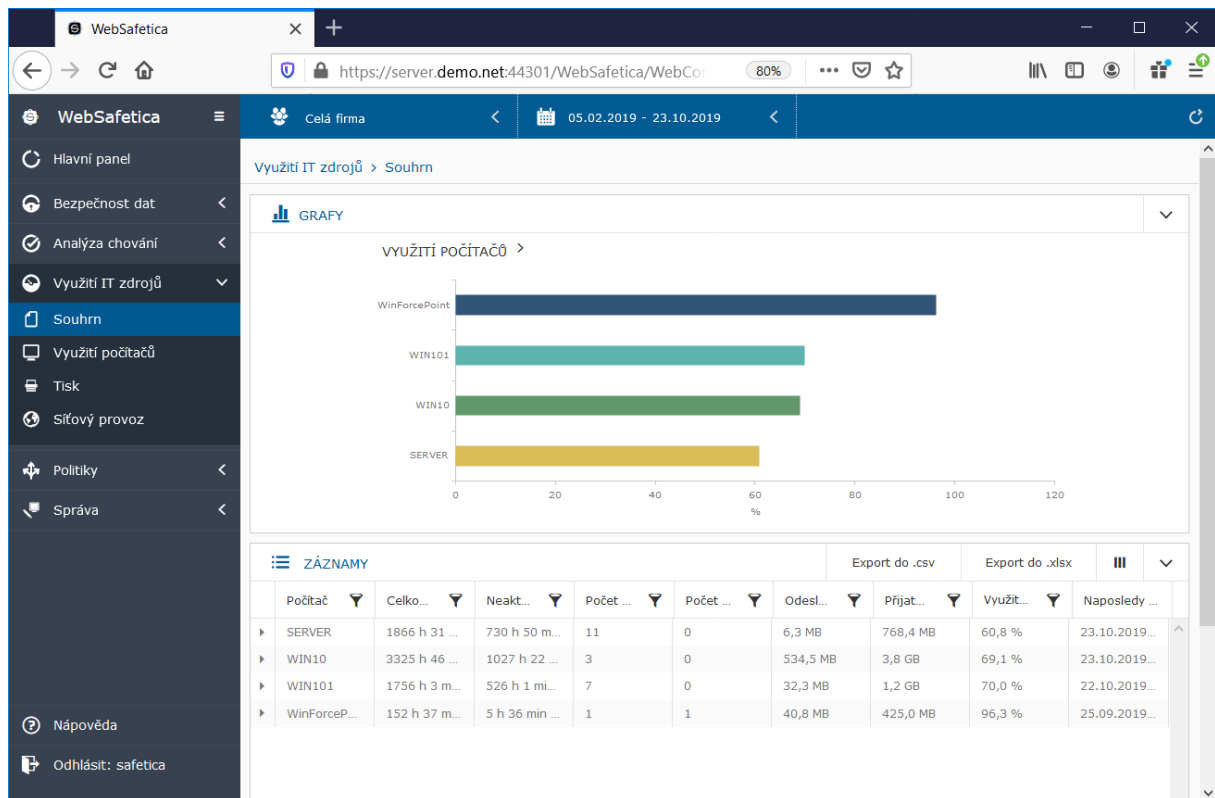 WebSafetica
https://server.demo.net:44301/WebSafetica/WebCo
80%
WebSafetica
Celá firma
05.02.2019 - 23.10.2019
Hlavní panel
Bezpečnost dat
Analýza chování
Využití IT zdrojů
Souhrn
Využití počítačů
Tisk
Síťový provoz
Politiky
Správa
Nápověda
Odhlásit: safetica
Využití IT zdrojů > Souhrn
GRAFY
VYUŽITÍ POČÍTAČŮ >
WinForcePoint
WIN101
WIN10
SERVER
0 20 40 60 80 100 120
%
ZÁZNAMY Export do .csv Export do .xlsx
Počítač Celko... Neakt... Počet ... Počet ... Odesl... Přijat... Využit... Naposledy ...
SERVER 1866 h 31 ... 730 h 50 m... 11 0 6,3 MB 768,4 MB 60,8 % 23.10.2019...
WIN10 3325 h 46 ... 1027 h 22 ... 3 0 534,5 MB 3,8 GB 69,1 % 23.10.2019...
WIN101 1756 h 3 m... 526 h 1 mi... 7 0 32,3 MB 1,2 GB 70,0 % 22.10.2019...
WinForceP... 152 h 37 m... 5 h 36 min ... 1 1 40,8 MB 425,0 MB 96,3 % 25.09.2019...